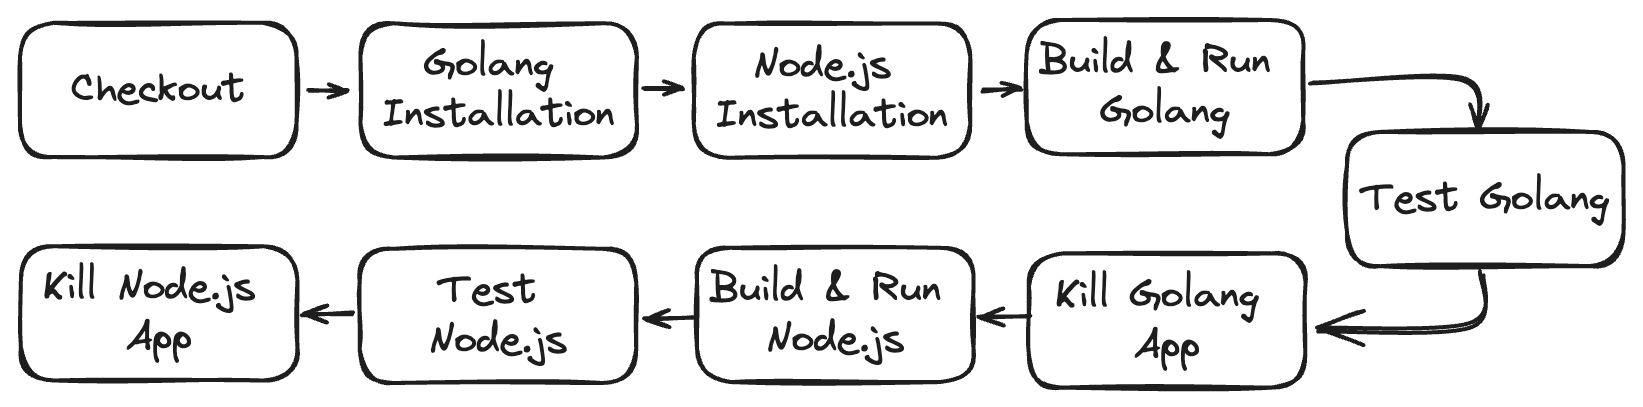 Checkout
Golang
Installation
Node.js
Installation
Build & Run
Golang
Test Golang
Kill Golang
App
Build & Run
Node.js
Test
Node.js
Kill Node.js
App